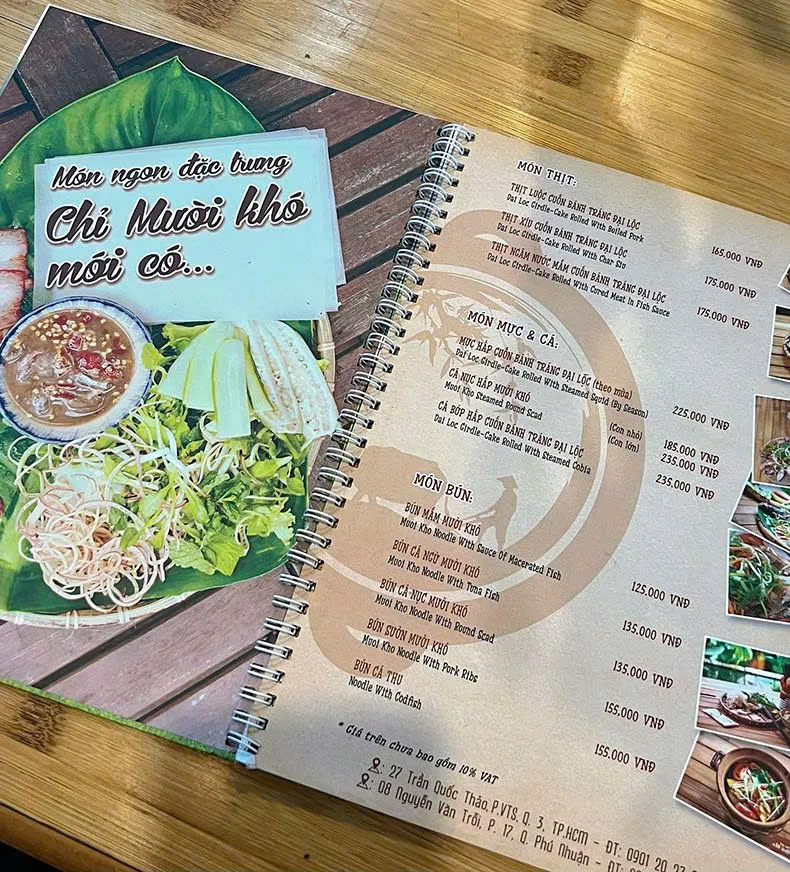 Món ngon đặc trưng
Chỉ Mười khó
mới có...
MÓN THỊT:
THỊT LUỘC CUỐN BÁNH TRÁNG ĐẠI LỘC
Dai Loc Girdle-Cake Rolled With Boiled Pork
165.000 VNĐ
THỊT XÍU CUỐN BÁNH TRÁNG ĐẠI LỘC
Dai Loc Girdle-Cake Rolled With Char Siu
175.000 VNĐ
THỊT NGÂM NƯỚC MẮM CUỐN BÁNH TRÁNG ĐẠI LỘC
Dai Loc Girdle-Cake Rolled With Cured Meat In Fish Sauce
175.000 VNĐ
MÓN MỰC & CÁ:
MỰC HẤP CUỐN BÁNH TRÁNG ĐẠI LỘC (theo mùa)
Dai Loc Girdle-Cake Rolled With Steamed Squid (By Season)
225.000 VNĐ
CÁ NỤC HẤP MƯỜI KHÓ
Muoi Kho Steamed Round Scad
(Con nhỏ) 185.000 VNĐ
(Con lớn) 235.000 VNĐ
CÁ BỚP HẤP CUỐN BÁNH TRÁNG ĐẠI LỘC
Dai Loc Girdle-Cake Rolled With Steamed Cobia
235.000 VNĐ
MÓN BÚN:
BÚN MẮM MƯỜI KHÓ
Muoi Kho Noodle With Sauce Of Macerated Fish
125.000 VNĐ
BÚN CÁ NGỪ MƯỜI KHÓ
Muoi Kho Noodle With Tuna Fish
135.000 VNĐ
BÚN CÁ NỤC MƯỜI KHÓ
Muoi Kho Noodle With Round Scad
135.000 VNĐ
BÚN SƯỜN MƯỜI KHÓ
Muoi Kho Noodle With Pork Ribs
155.000 VNĐ
BÚN CÁ THU
Noodle With Codfish
155.000 VNĐ
* Giá trên chưa bao gồm 10% VAT
: 27 Trần Quốc Thảo, P.VTS, Q. 3, TP.HCM - ĐT: 0901 20
: 08 Nguyễn Văn Trỗi, P. 17, Q. Phú Nhuận - ĐT: